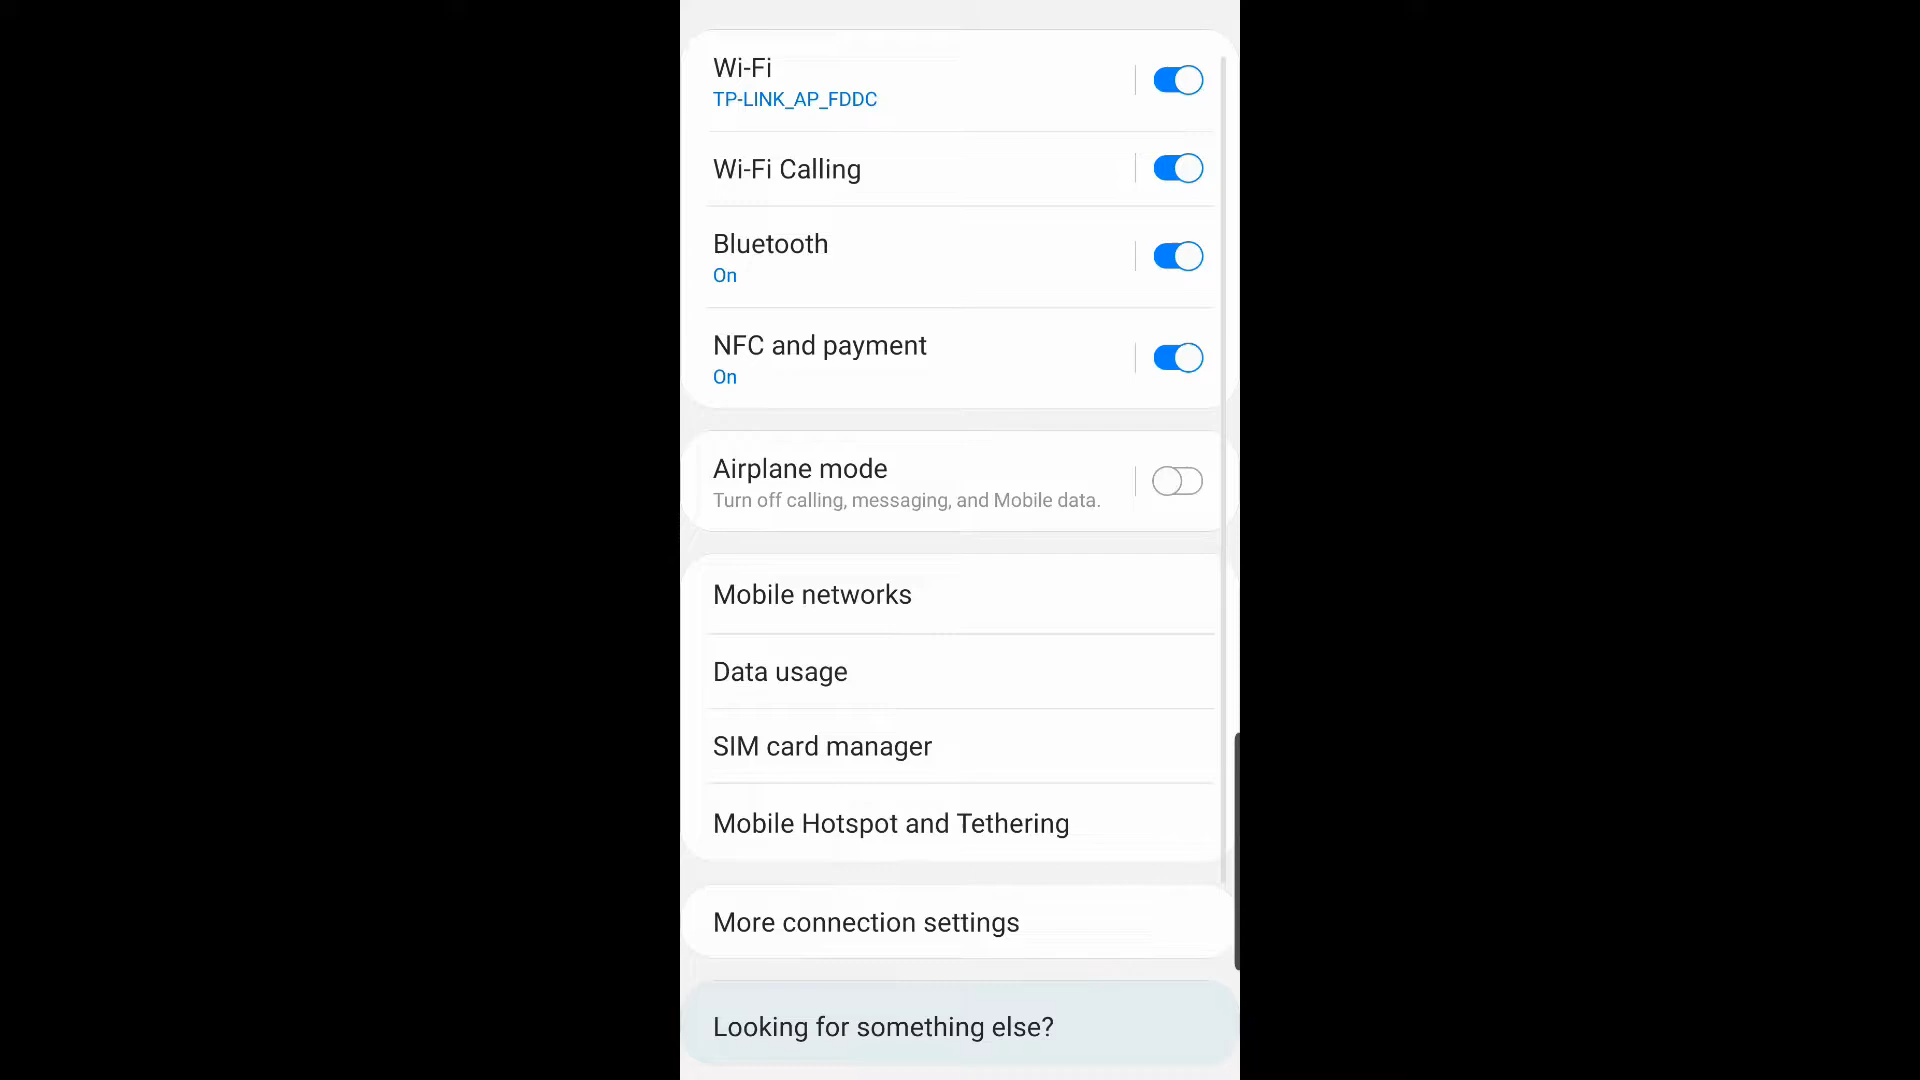 Wi-Fi
TP-LINK_AP_FDDC
Wi-Fi Calling
Bluetooth
On
NFC and payment
On
Airplane mode
Turn off calling, messaging, and Mobile data.
Mobile networks
Data usage
SIM card manager
Mobile Hotspot and Tethering
More connection settings
Looking for something else?